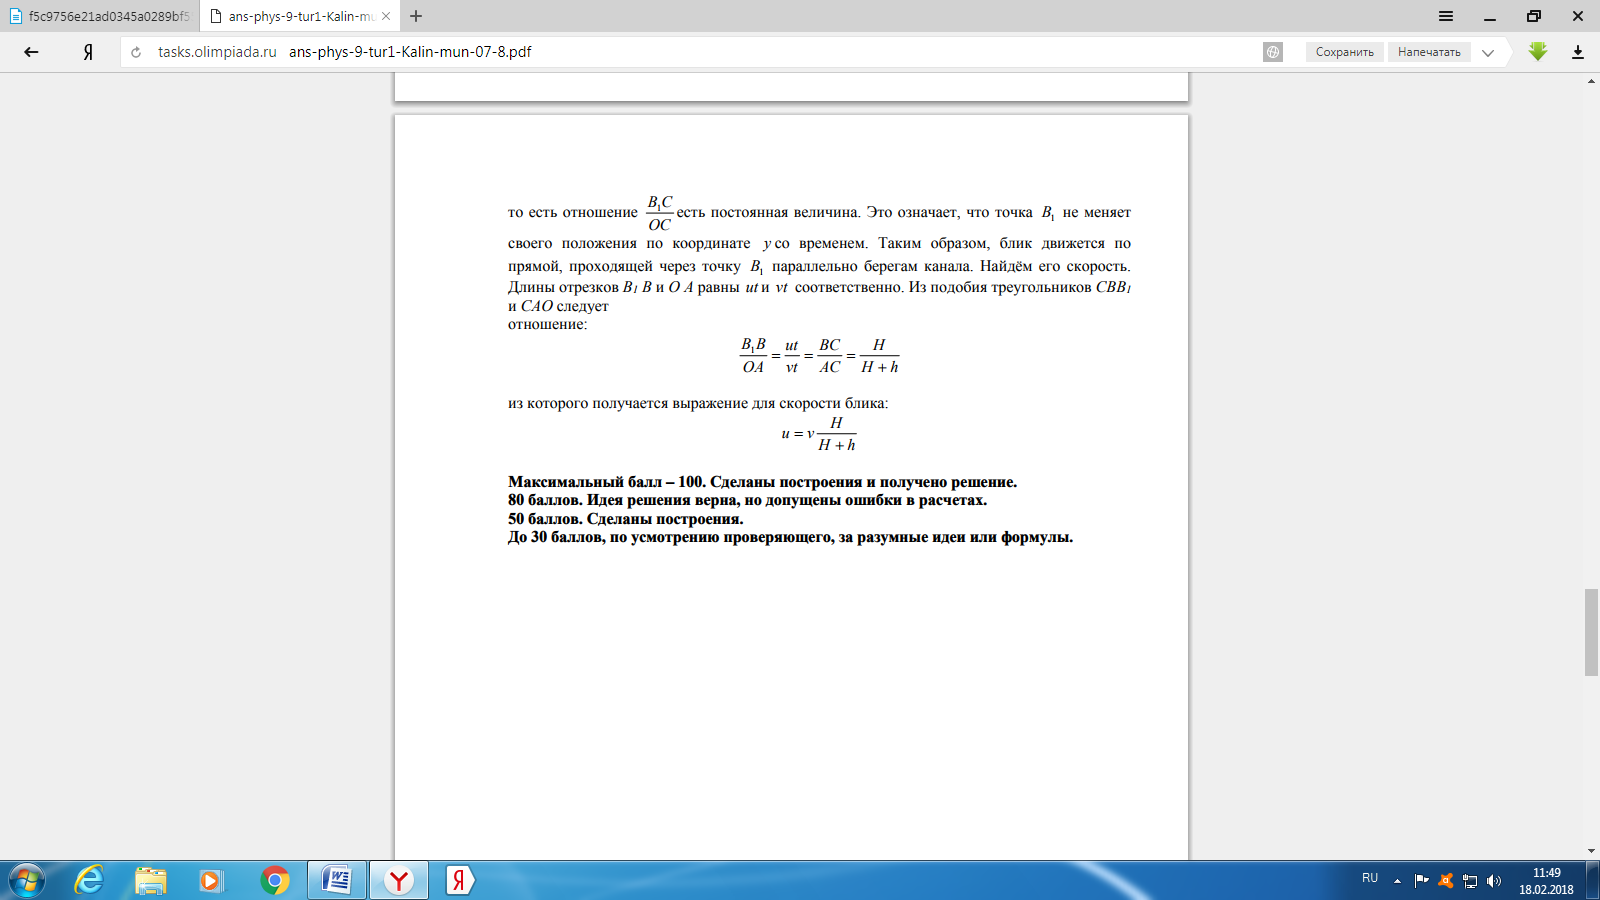 f5c9756e21ad0345a0289bf5
ans-phys-9-tur1-Kalin-mu
tasks.olimpiada.ru ans-phys-9-tur1-Kalin-mun-07-8.pdf
Сохранить
Напечатать
то есть отношение B₁C/OC есть постоянная величина. Это означает, что точка B₁ не меняет
своего положения по координате y со временем. Таким образом, блик движется по
прямой, проходящей через точку B₁ параллельно берегам канала. Найдём его скорость.
Длины отрезков B₁ B и O A равны ut и vt соответственно. Из подобия треугольников CBB₁
и CAO следует
отношение:
B₁B/OA = ut/vt = BC/AC = H/(H + h)
из которого получается выражение для скорости блика:
u = v H/(H + h)
Максимальный балл – 100. Сделаны построения и получено решение.
80 баллов. Идея решения верна, но допущены ошибки в расчетах.
50 баллов. Сделаны построения.
До 30 баллов, по усмотрению проверяющего, за разумные идеи или формулы.
RU
11:49
18.02.2018